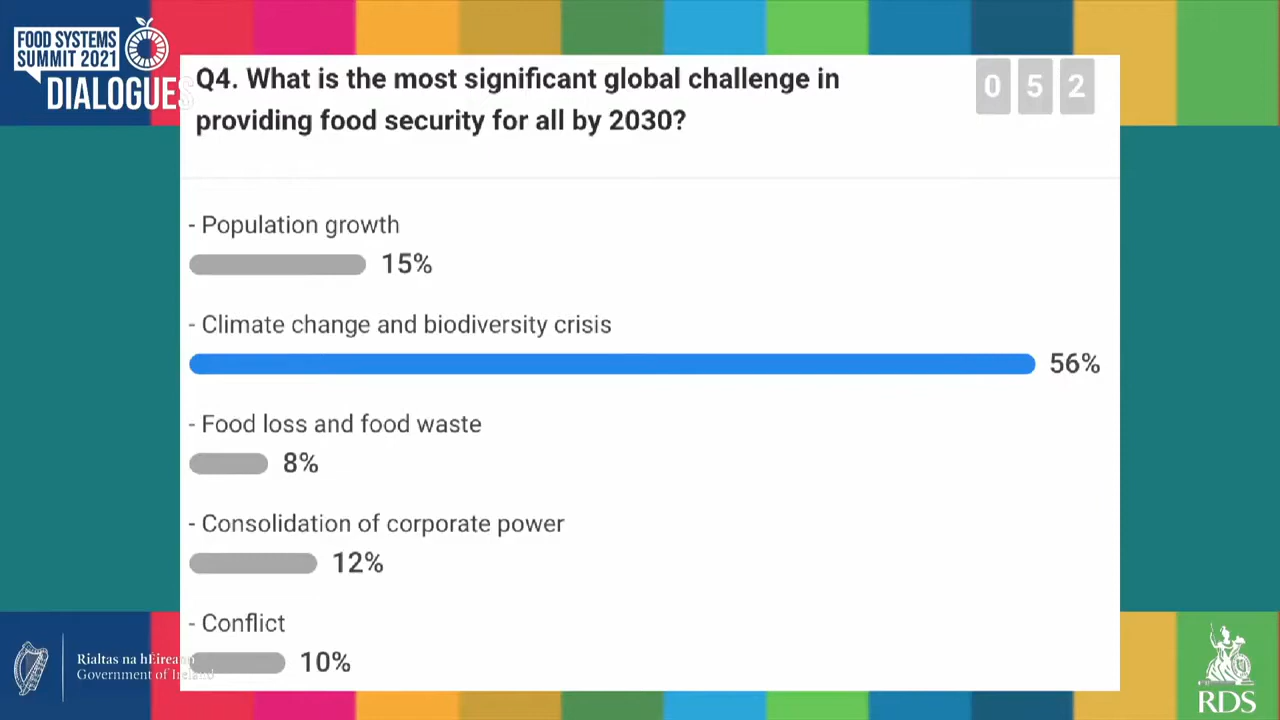 FOOD SYSTEMS
SUMMIT 2021
DIALOGUES
Q4. What is the most significant global challenge in
providing food security for all by 2030?
0 5 2
- Population growth
15%
- Climate change and biodiversity crisis
56%
- Food loss and food waste
8%
- Consolidation of corporate power
12%
- Conflict
10%
Rialtas na hÉireann
Government of Ireland
RDS